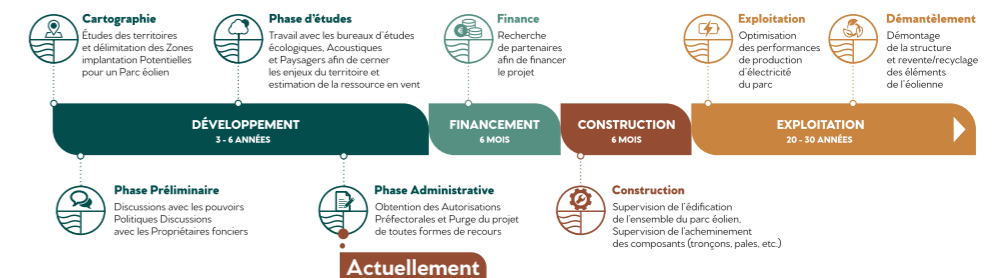 Cartographie
Études des territoires
et délimitation des Zones
implantation Potentielles
pour un Parc éolien
Phase d'études
Travail avec les bureaux d'études
écologiques, Acoustiques
et Paysagers afin de cerner
les enjeux du territoire et
estimation de la ressource en vent
Finance
Recherche
de partenaires
afin de financer
le projet
Exploitation
Optimisation
des performances
de production
d'électricité
du parc
Démantèlement
Démontage
de la structure
et revente/recyclage
des éléments
de l'éolienne
DÉVELOPPEMENT
3 - 6 ANNÉES
FINANCEMENT
6 MOIS
CONSTRUCTION
6 MOIS
EXPLOITATION
20 - 30 ANNÉES
Phase Préliminaire
Discussions avec les pouvoirs
Politiques Discussions
avec les Propriétaires fonciers
Phase Administrative
Obtention des Autorisations
Préfectorales et Purge du projet
de toutes formes de recours
Construction
Supervision de l'édification
de l'ensemble du parc éolien,
Supervision de l'acheminement
des composants (tronçons, pales, etc.)
Actuellement